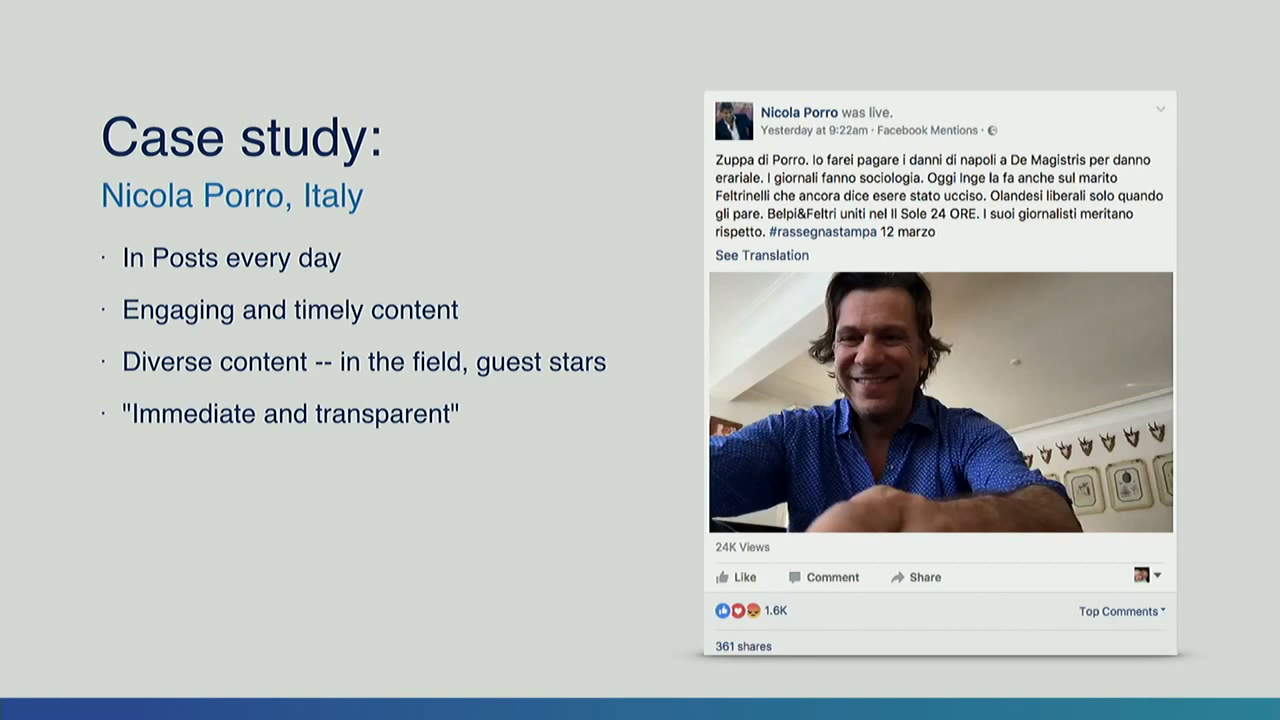 Case study:
Nicola Porro, Italy
· In Posts every day
· Engaging and timely content
· Diverse content -- in the field, guest stars
· "Immediate and transparent"
Nicola Porro was live.
Yesterday at 9:22am · Facebook Mentions ·
Zuppa di Porro. Io farei pagare i danni di napoli a De Magistris per danno
erariale. I giornali fanno sociologia. Oggi Inge la fa anche sul marito
Feltrinelli che ancora dice esere stato ucciso. Olandesi liberali solo quando
gli pare. Belpi&Feltri uniti nel Il Sole 24 ORE. I suoi giornalisti meritano
rispetto. #rassegnastampa 12 marzo
See Translation
24K Views
Like Comment Share
1.6K Top Comments
361 shares